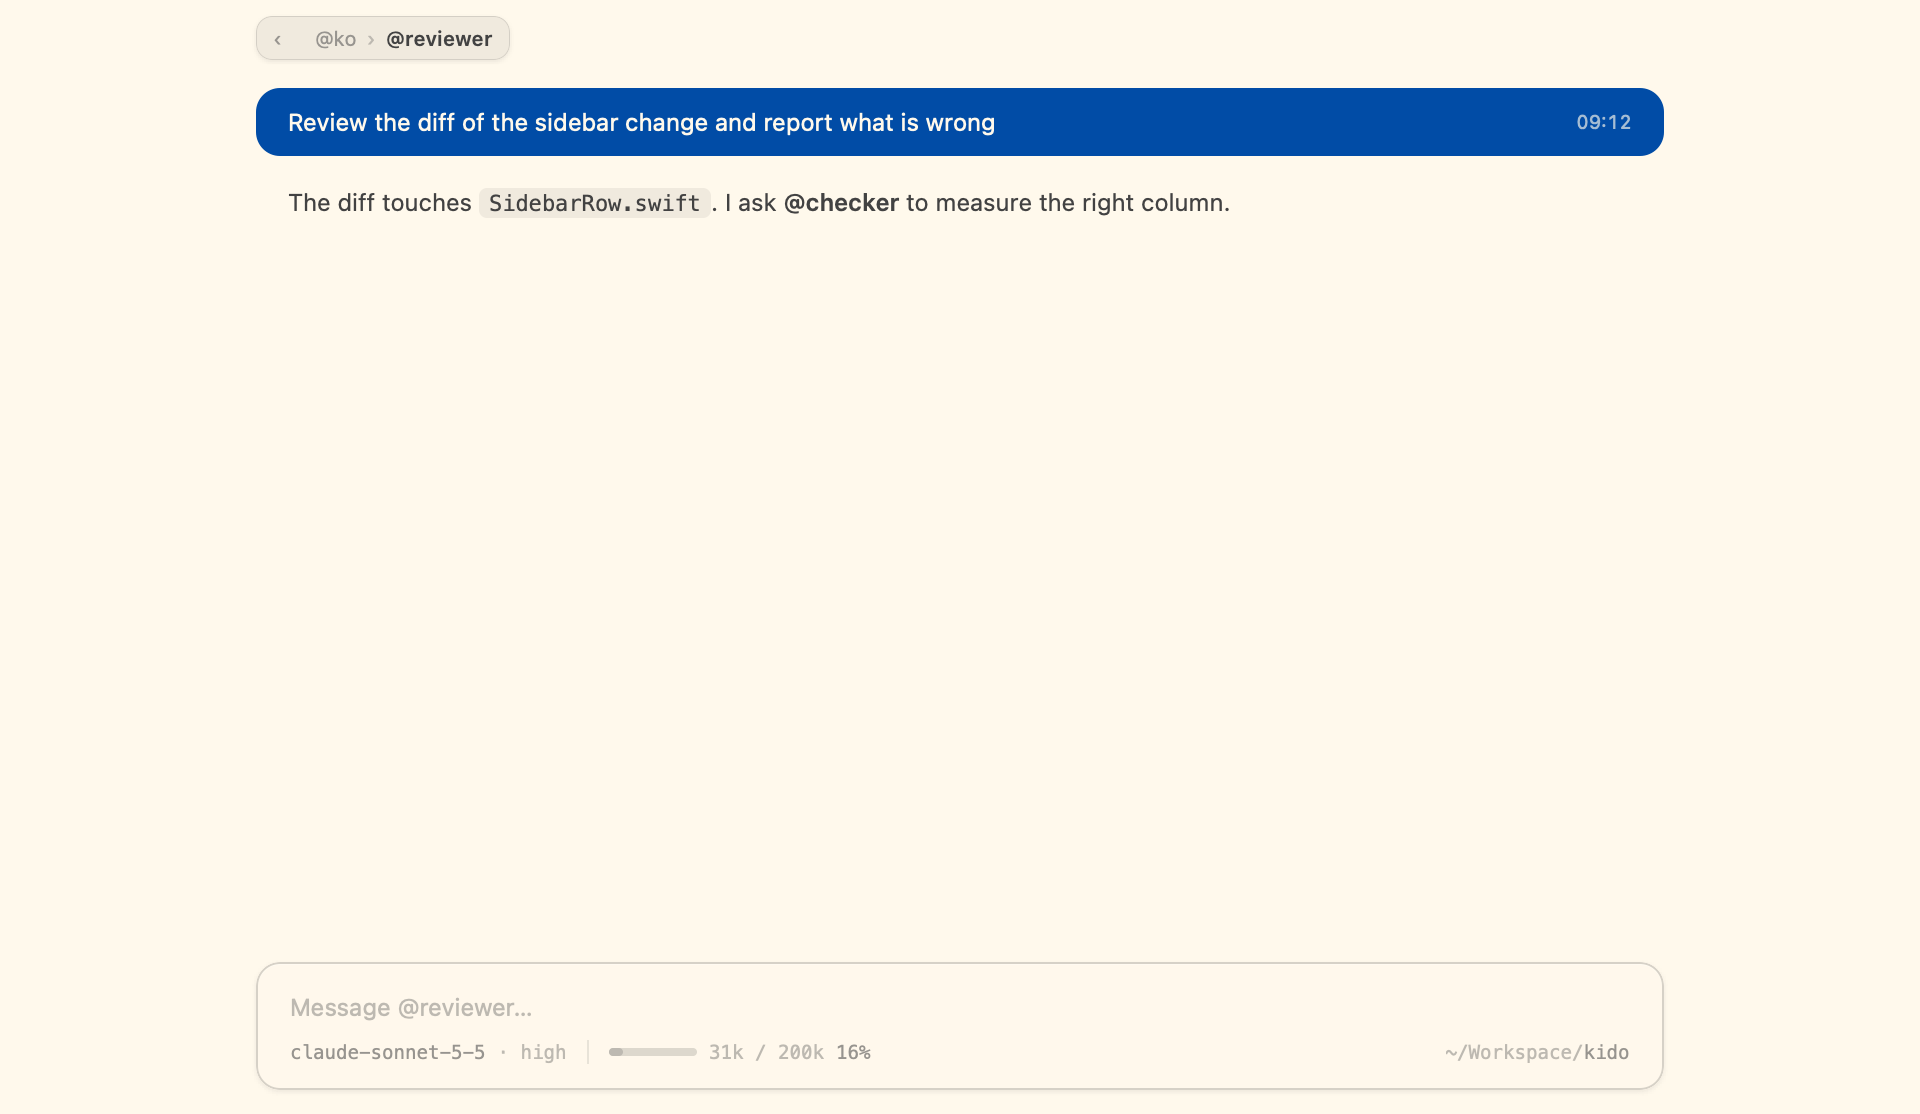 ‹ @ko › @reviewer
Review the diff of the sidebar change and report what is wrong 09:12
The diff touches SidebarRow.swift. I ask @checker to measure the right column.
Message @reviewer...
claude-sonnet-5-5 · high 31k / 200k 16% ~/Workspace/kido